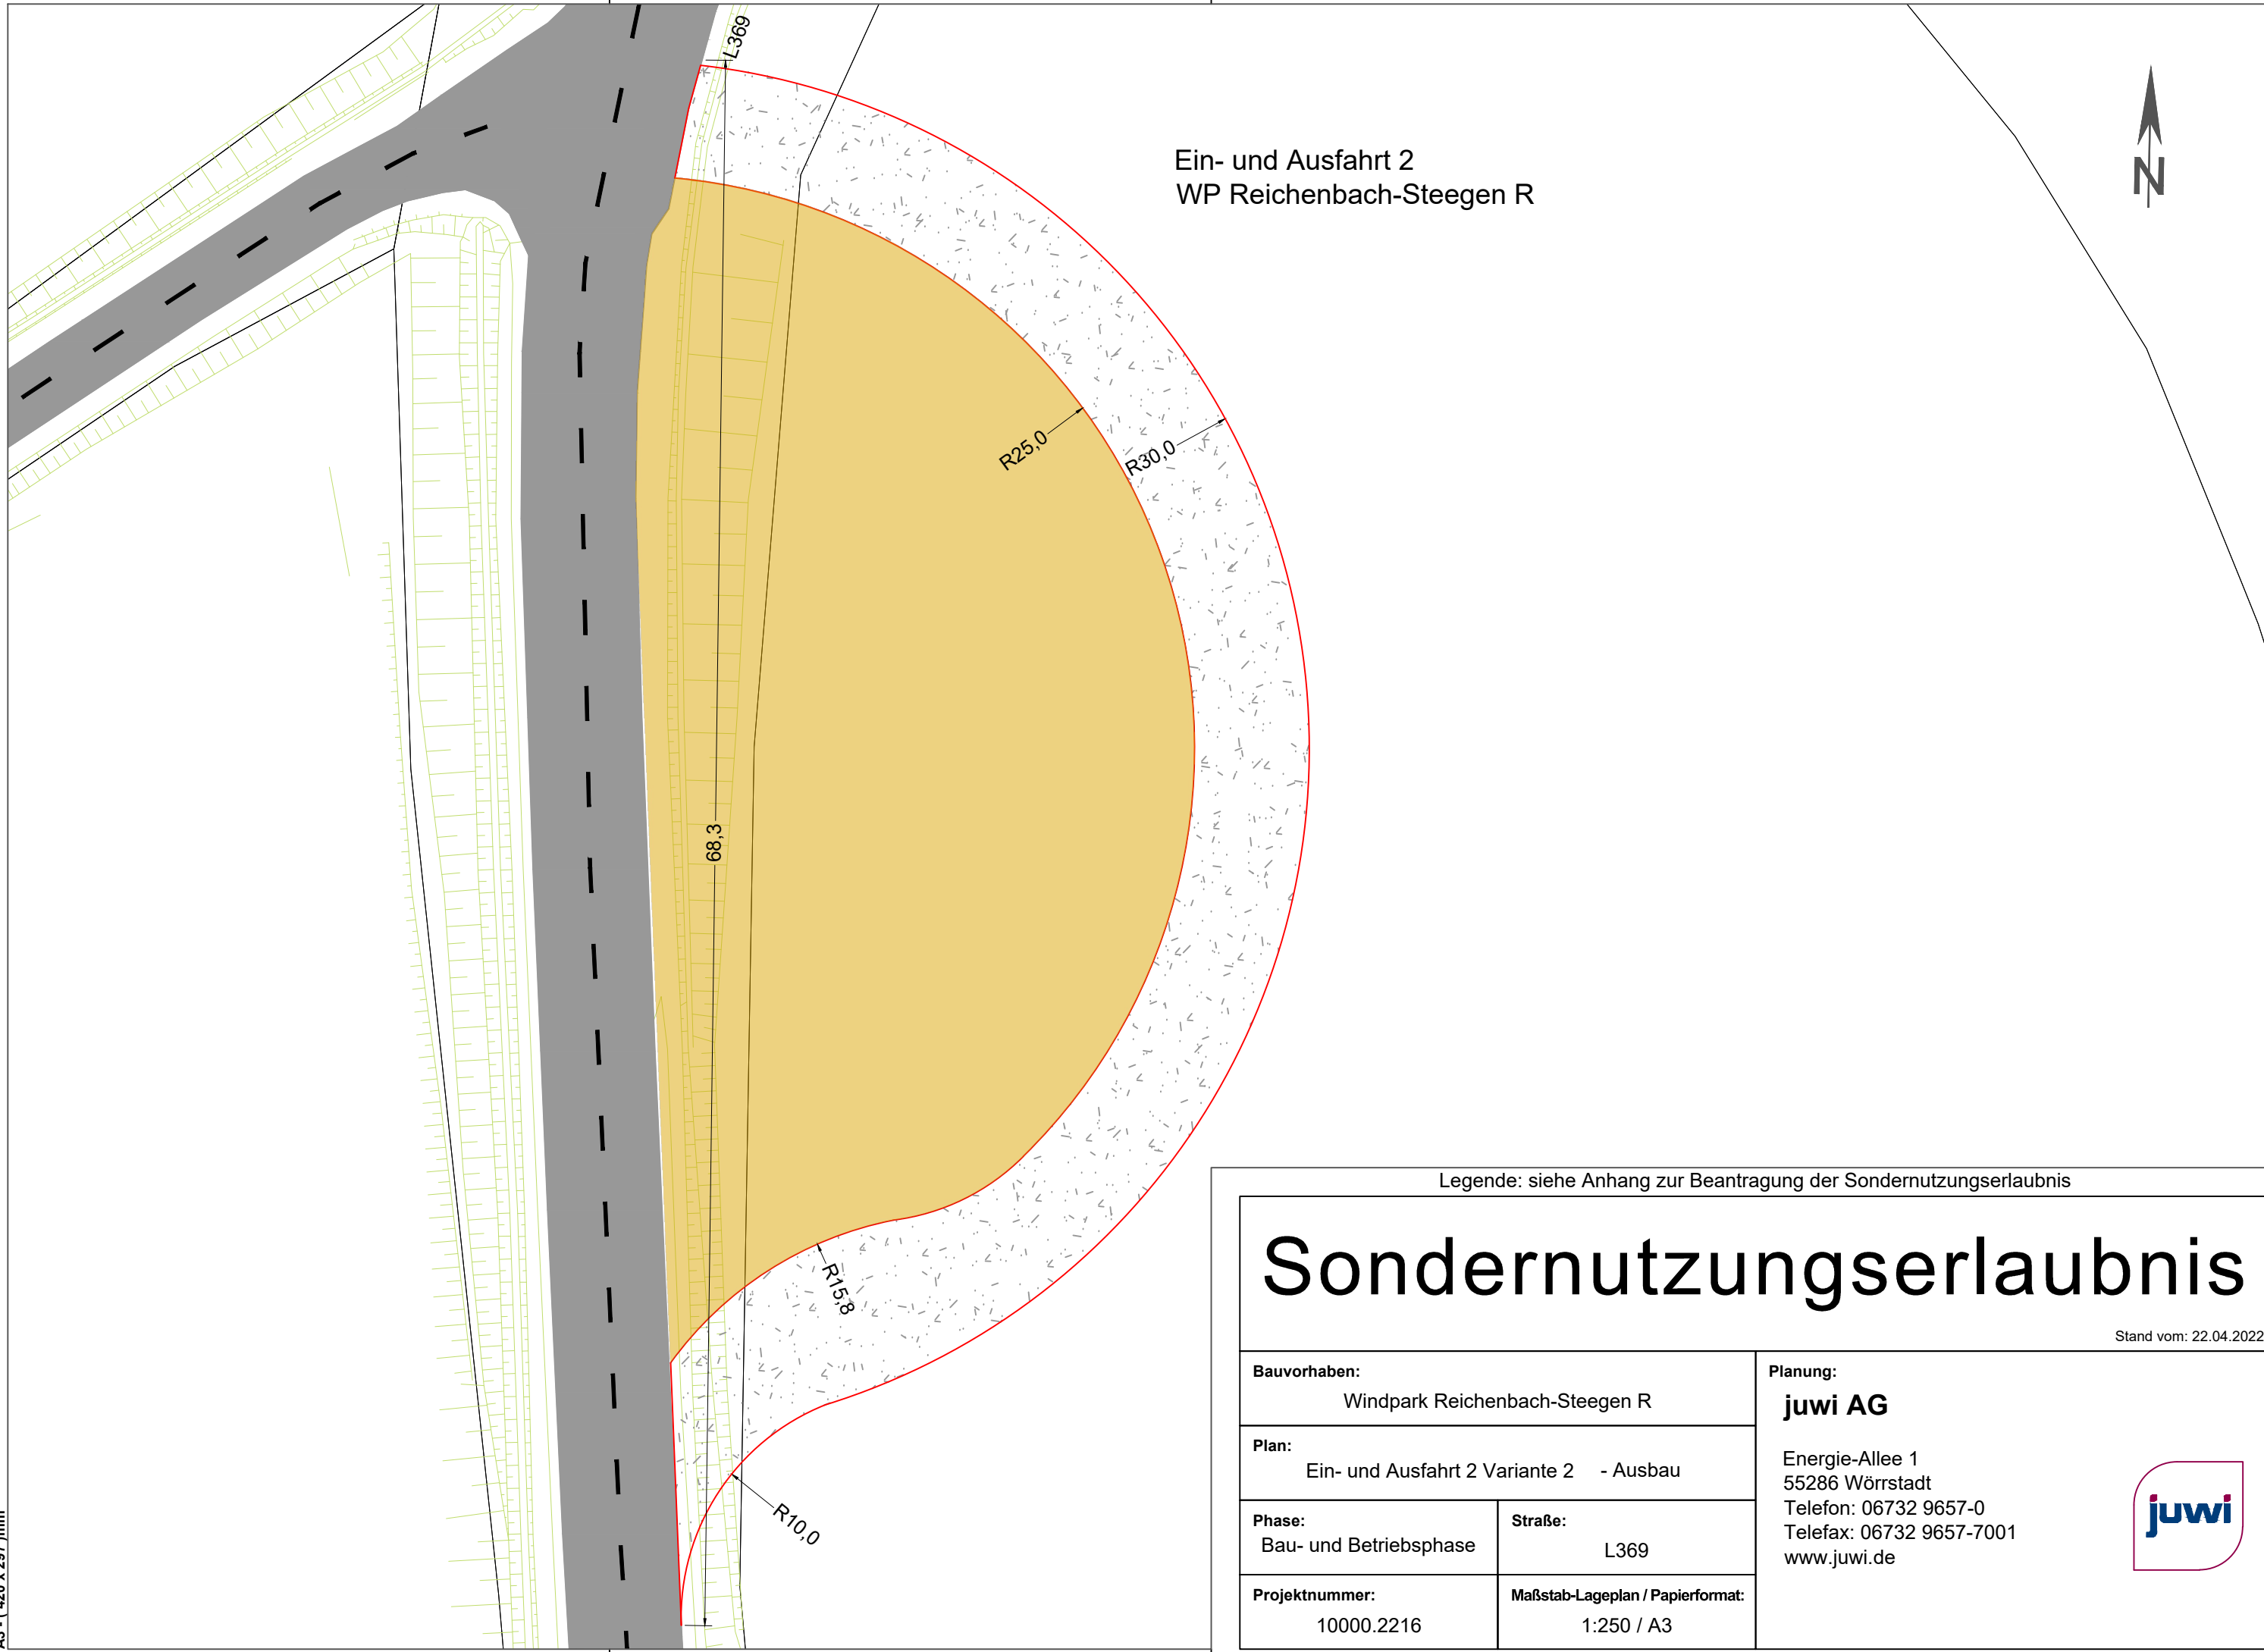 L369
Ein- und Ausfahrt 2
WP Reichenbach-Steegen R
N
R25,0
R30,0
68,3
R15,8
R10,0
Legende: siehe Anhang zur Beantragung der Sondernutzungserlaubnis
Sondernutzungserlaubnis
Stand vom: 22.04.2022
Bauvorhaben:
Windpark Reichenbach-Steegen R
Plan:
Ein- und Ausfahrt 2 Variante 2 - Ausbau
Phase:
Bau- und Betriebsphase
Straße:
L369
Projektnummer:
10000.2216
Maßstab-Lageplan / Papierformat:
1:250 / A3
Planung:
juwi AG
Energie-Allee 1
55286 Wörrstadt
Telefon: 06732 9657-0
Telefax: 06732 9657-7001
www.juwi.de
juwi